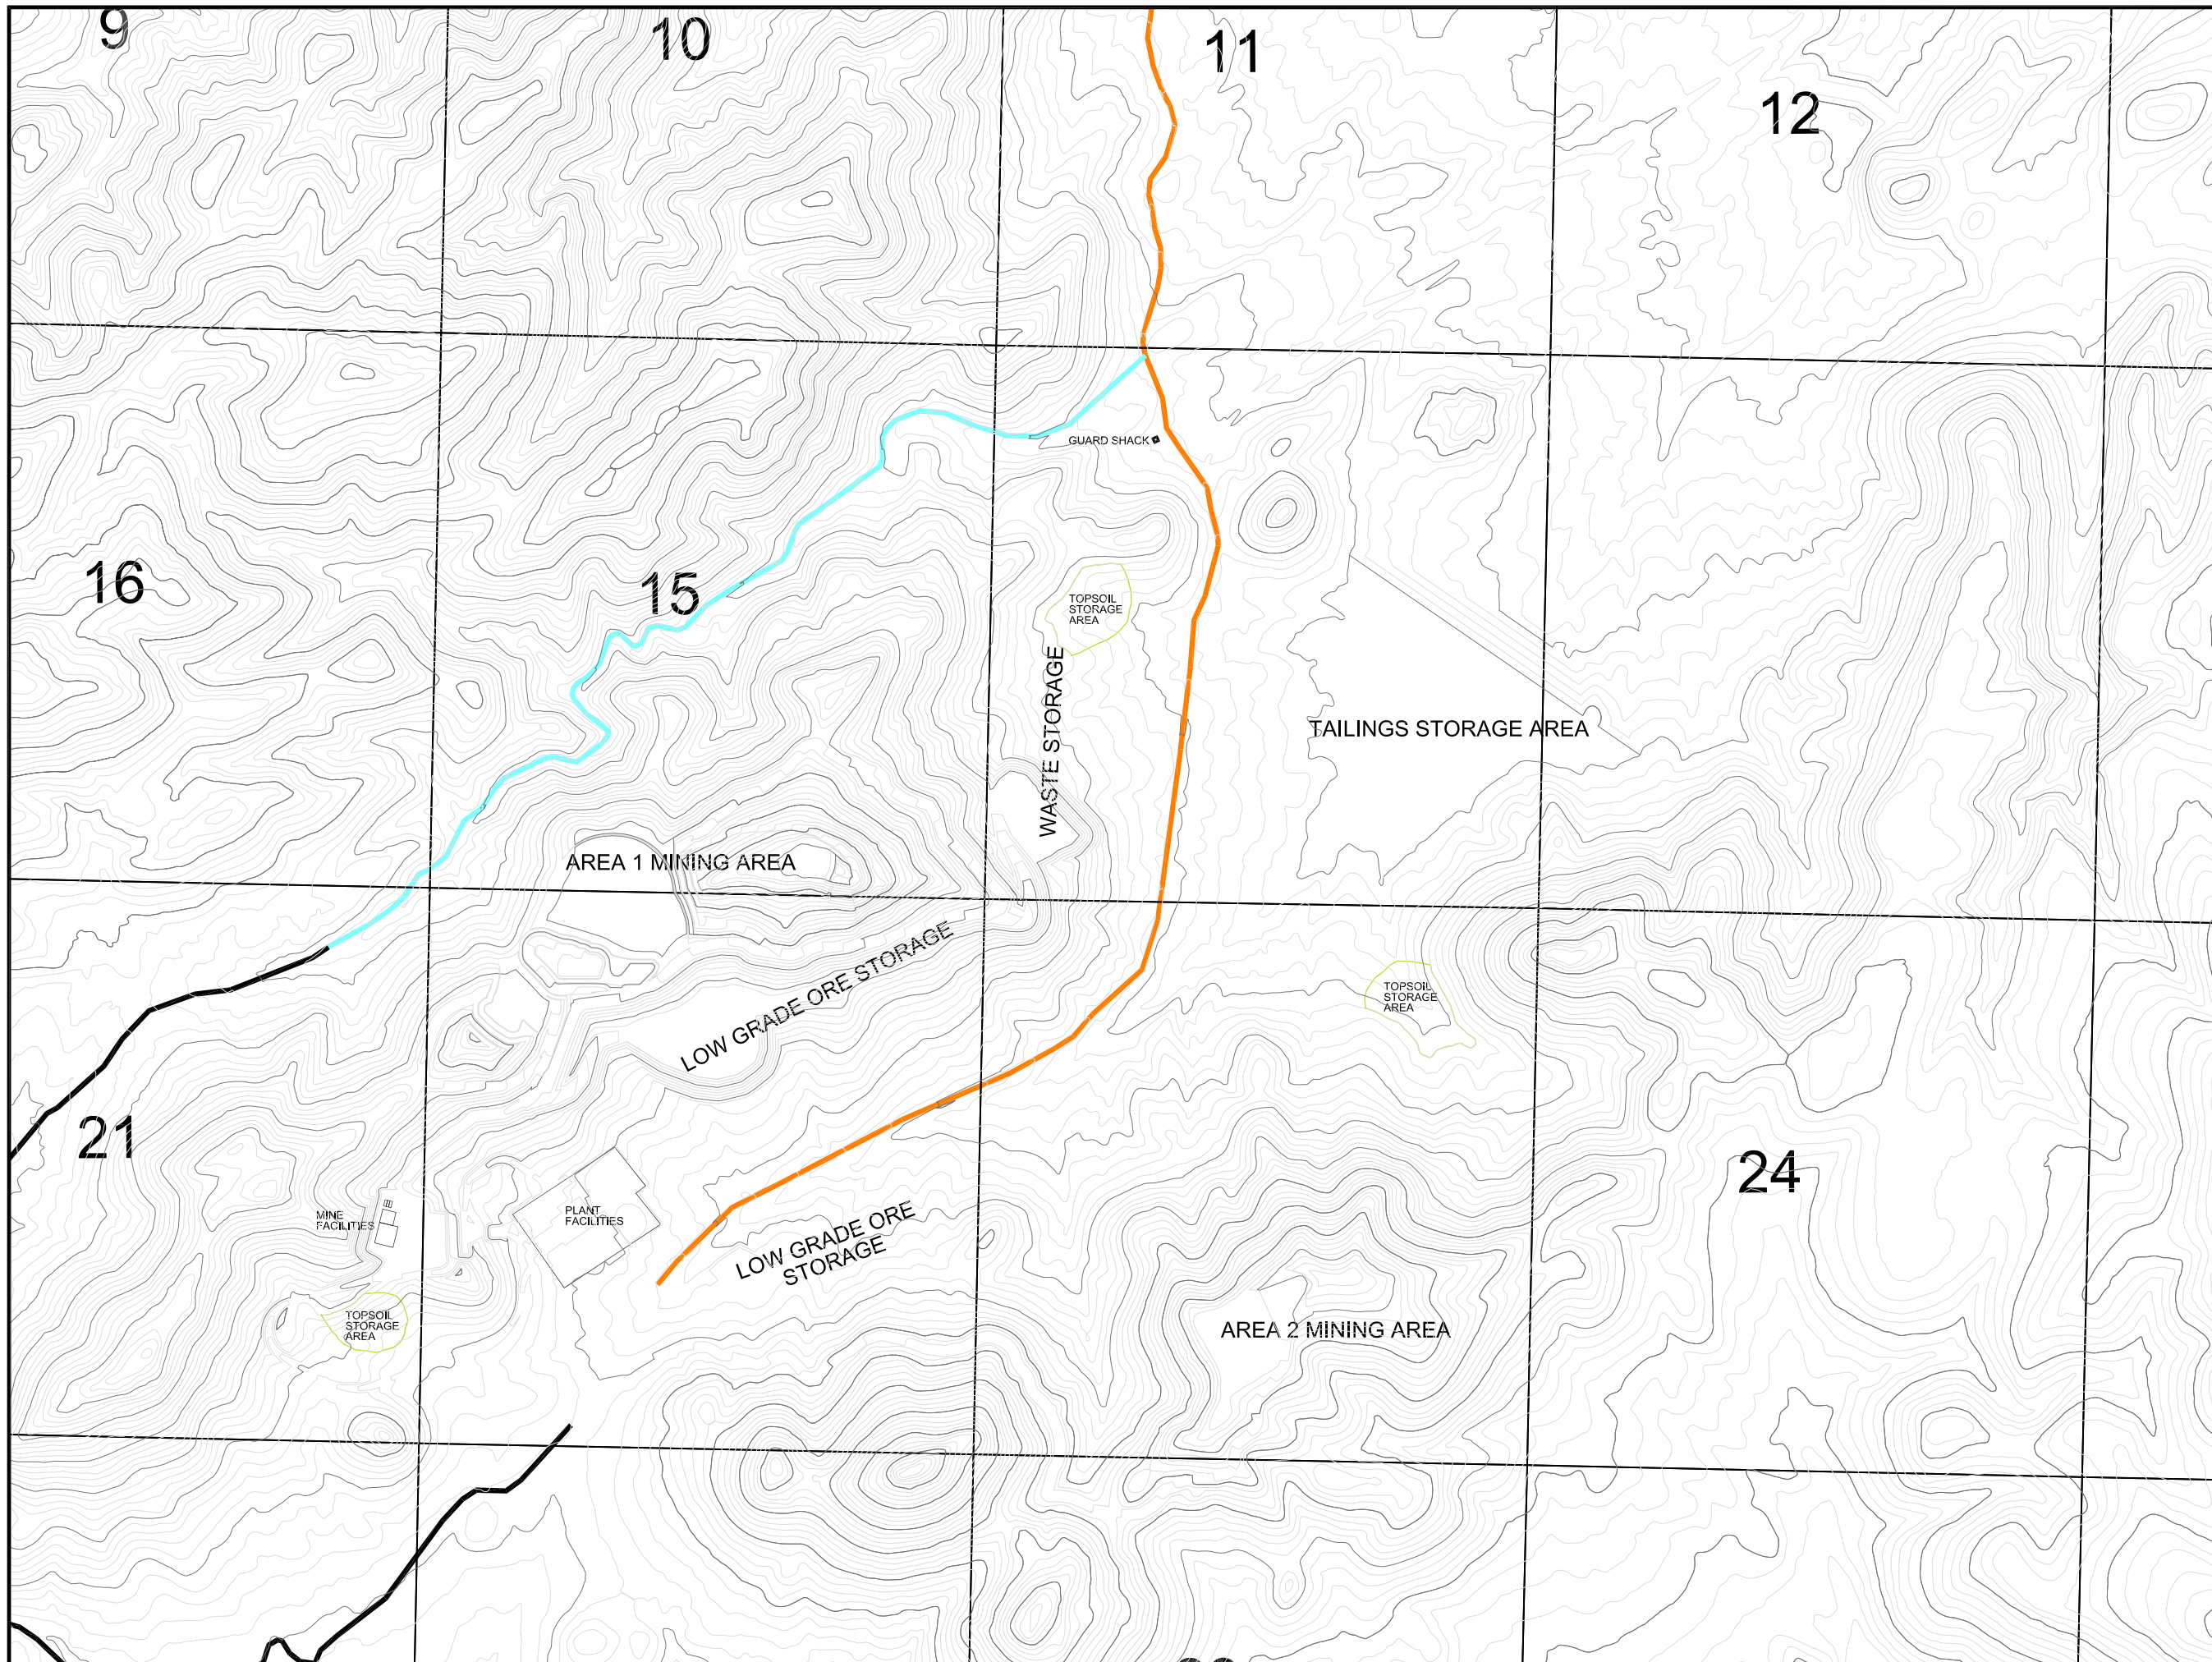 9
10
11
12
GUARD SHACK
16
15
TOPSOIL
STORAGE
AREA
WASTE STORAGE
TAILINGS STORAGE AREA
AREA 1 MINING AREA
LOW GRADE ORE STORAGE
TOPSOIL
STORAGE
AREA
21
24
MINE
FACILITIES
PLANT
FACILITIES
LOW GRADE ORE
STORAGE
TOPSOIL
STORAGE
AREA
AREA 2 MINING AREA